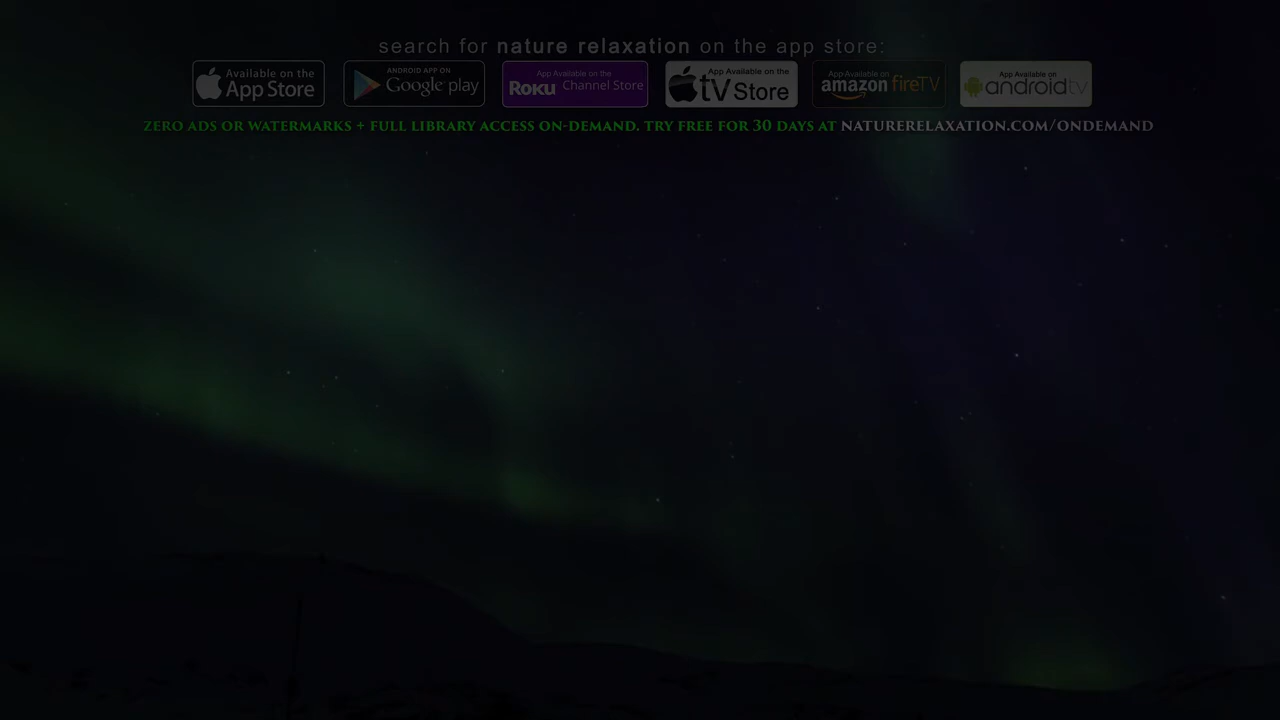 search for nature relaxation on the app store:
Available on the
App Store
ANDROID APP ON
Google play
App Available on the
Roku Channel Store
App Available on the
tv Store
App Available on
amazon fireTV
App Available on
androidtv
ZERO ADS OR WATERMARKS + FULL LIBRARY ACCESS ON-DEMAND. TRY FREE FOR 30 DAYS AT NATURERELAXATION.COM/ONDEMAND